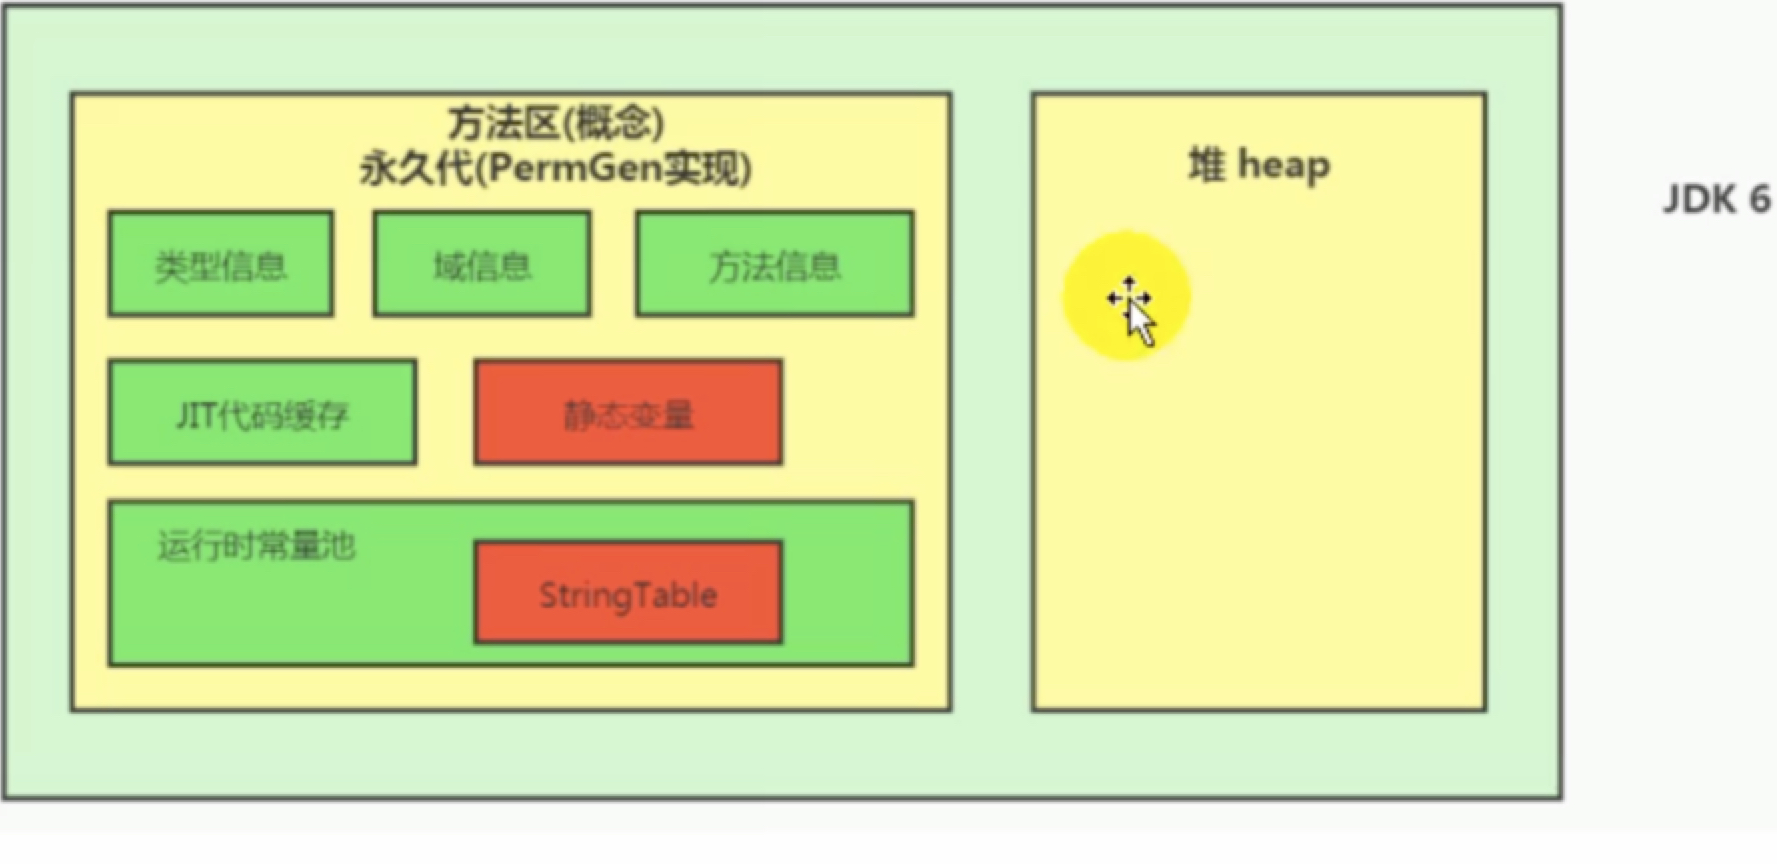 方法区(概念)
永久代(PermGen实现)
类型信息
域信息
方法信息
JIT代码缓存
静态变量
运行时常量池
StringTable
堆 heap
JDK 6